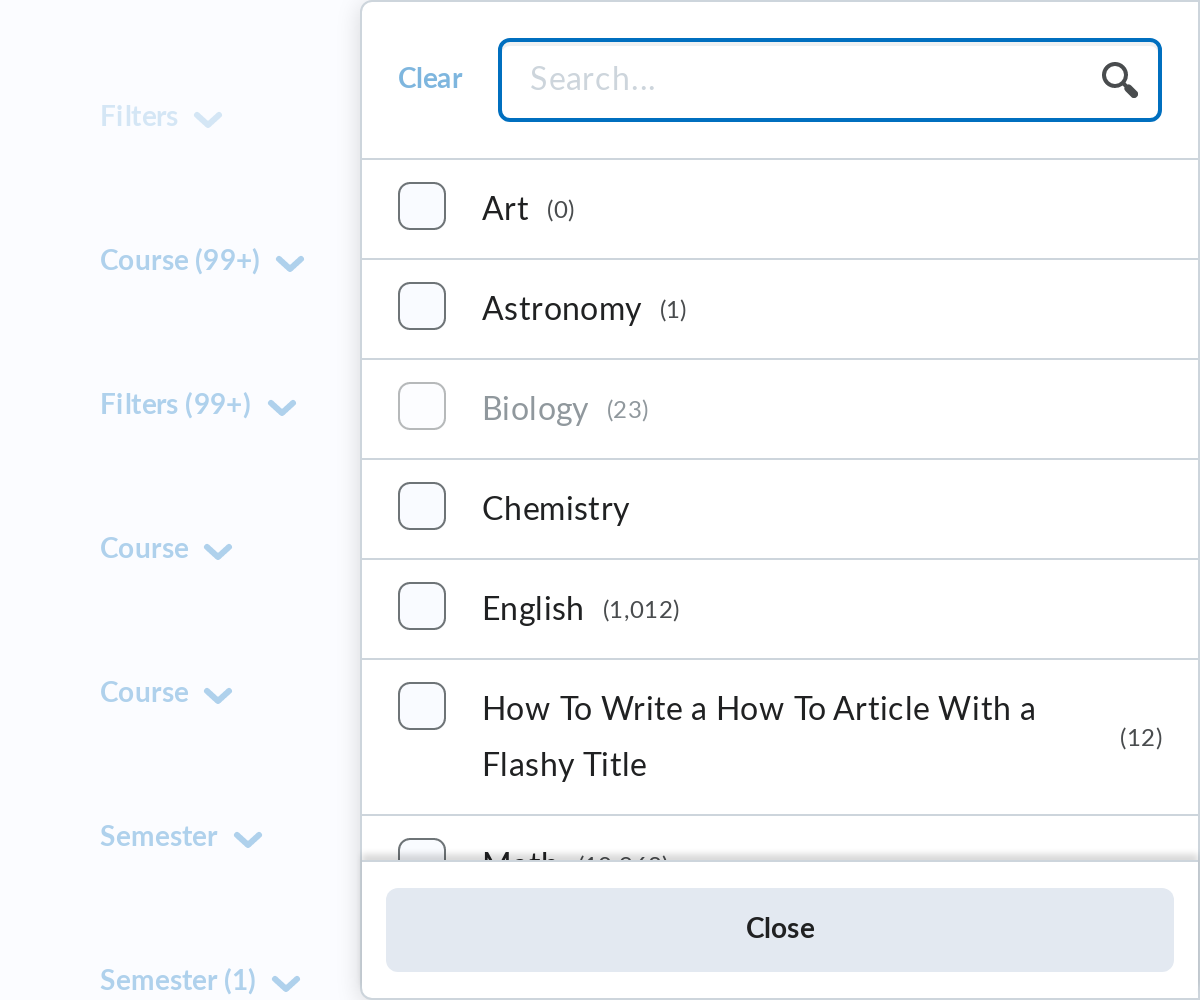 Filters
Course (99+)
Filters (99+)
Course
Course
Semester
Semester (1)
Clear
Search...
Art (0)
Astronomy (1)
Biology (23)
Chemistry
English (1,012)
How To Write a How To Article With a
Flashy Title
(12)
Math
Close